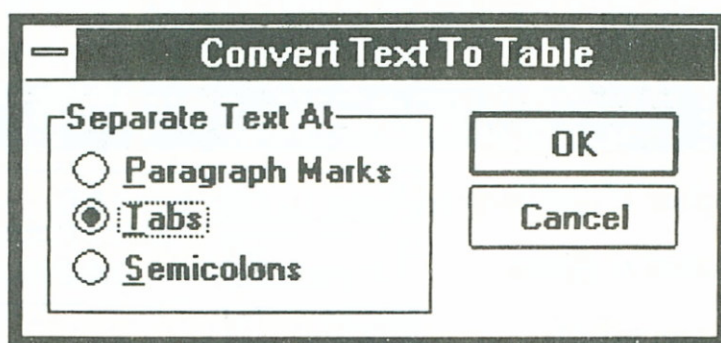 Convert Text To Table
Separate Text At
Paragraph Marks
Tabs
Semicolons
OK
Cancel